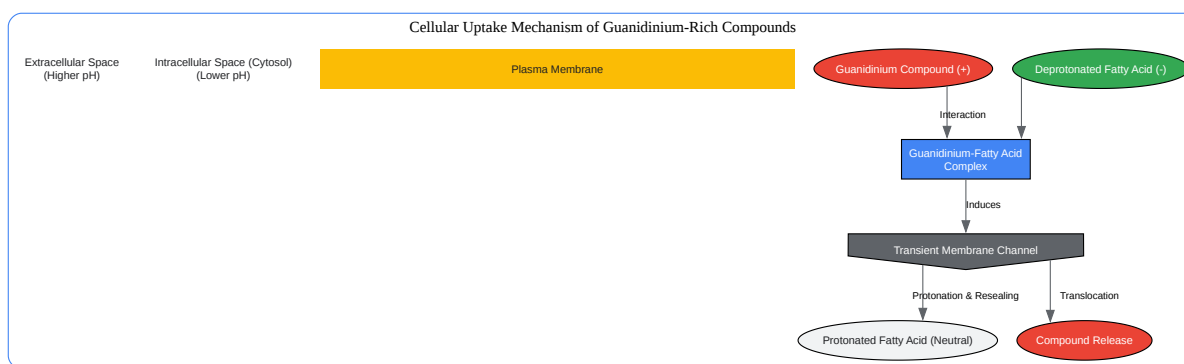 Cellular Uptake Mechanism of Guanidinium-Rich Compounds
Extracellular Space
(Higher pH)
Intracellular Space (Cytosol)
(Lower pH)
Plasma Membrane
Guanidinium Compound (+)
Deprotonated Fatty Acid (-)
Interaction
Guanidinium-Fatty Acid
Complex
Induces
Transient Membrane Channel
Protonation & Resealing
Translocation
Protonated Fatty Acid (Neutral)
Compound Release